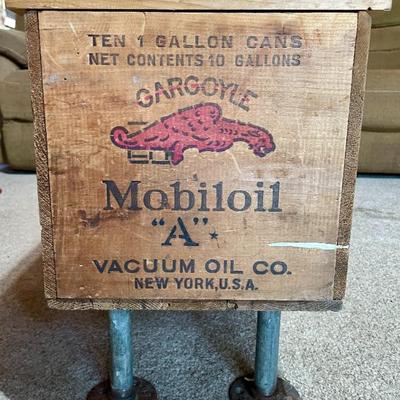 TEN 1 GALLON CANS
NET CONTENTS 10 GALLONS
GARGOYLE
Mobiloil
"A"
VACUUM OIL CO.
NEW YORK, U.S.A.